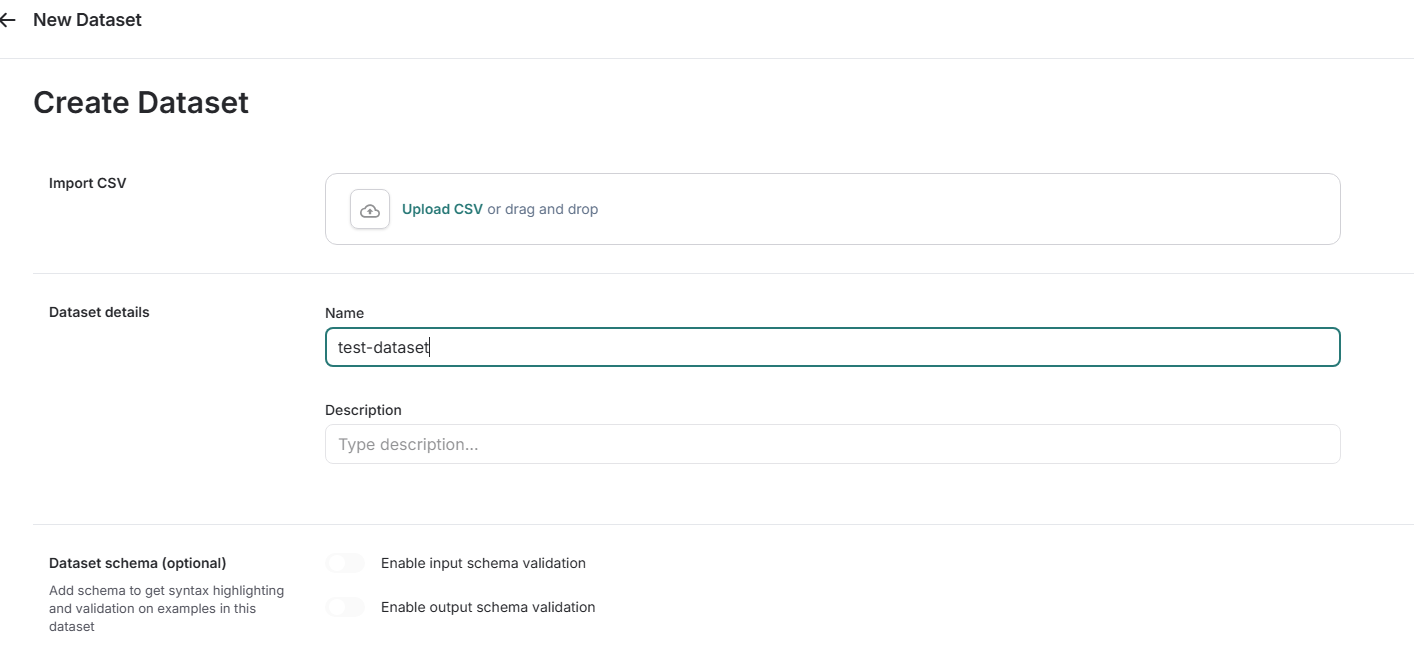 New Dataset
Create Dataset
Import CSV
Upload CSV or drag and drop
Dataset details
Name
test-dataset
Description
Type description...
Dataset schema (optional)
Add schema to get syntax highlighting
and validation on examples in this
dataset
Enable input schema validation
Enable output schema validation